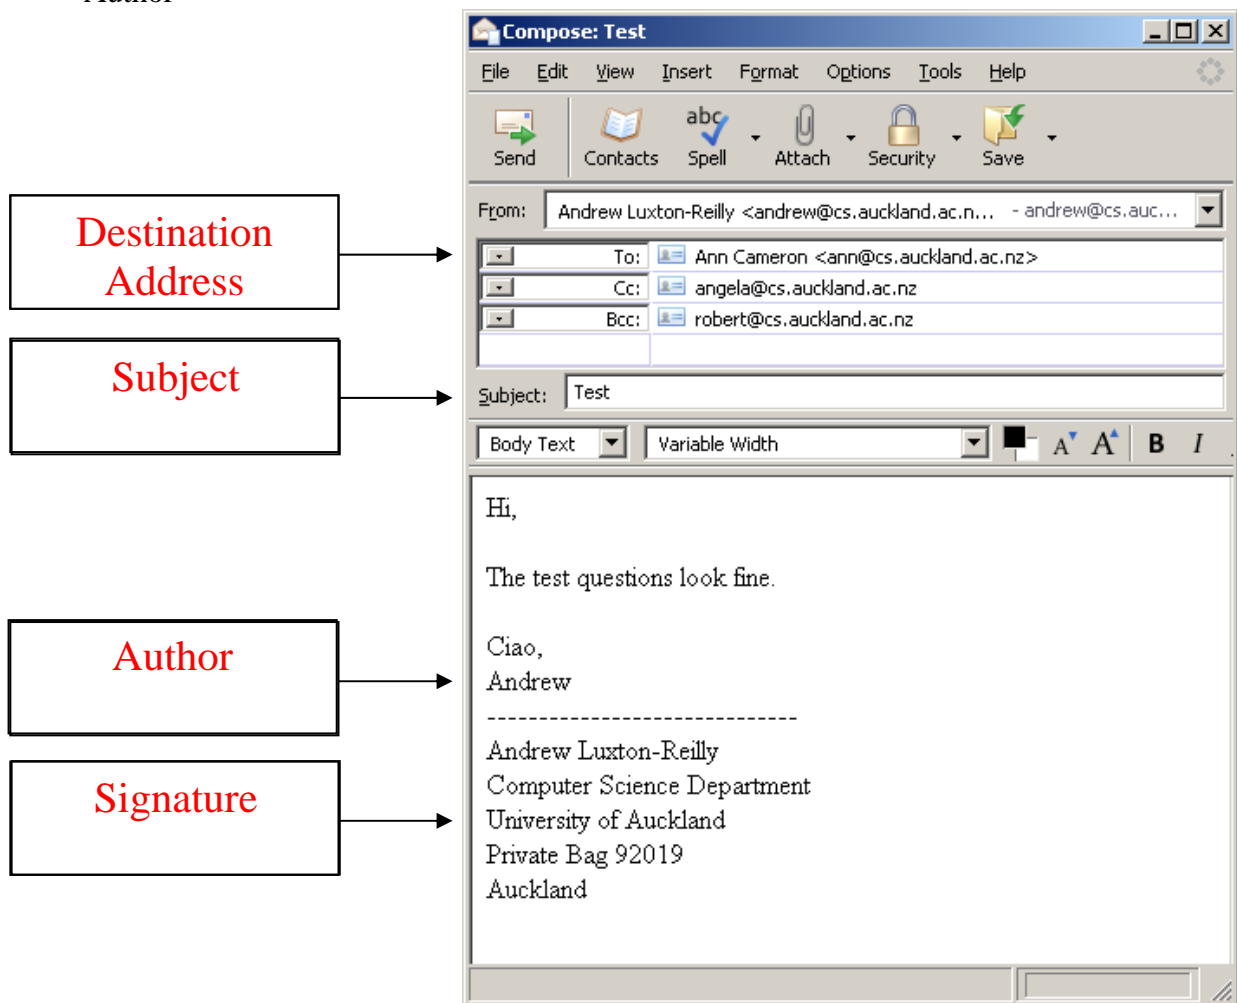 Author
Compose: Test
File Edit View Insert Format Options Tools Help
abc
Send Contacts Spell Attach Security Save
From: Andrew Luxton-Reilly <andrew@cs.auckland.ac.n... - andrew@cs.auc...
Destination
Address
To: Ann Cameron <ann@cs.auckland.ac.nz>
Cc: angela@cs.auckland.ac.nz
Bcc: robert@cs.auckland.ac.nz
Subject
Subject: Test
Body Text Variable Width A A B I
Hi,
The test questions look fine.
Ciao,
Author
Andrew
------------------------------
Andrew Luxton-Reilly
Computer Science Department
Signature
University of Auckland
Private Bag 92019
Auckland